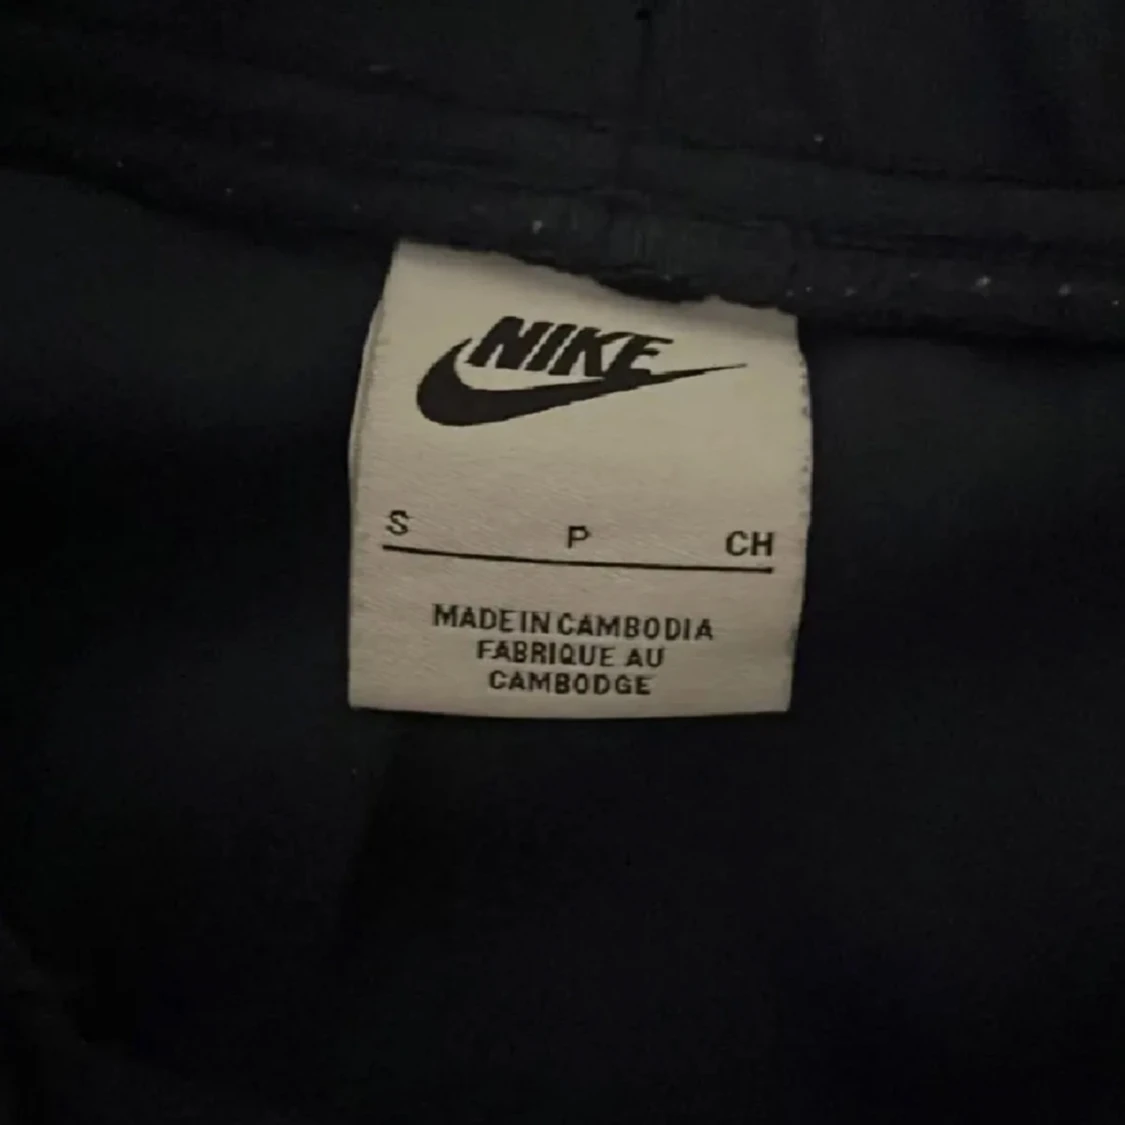 NIKE
S P CH
MADE IN CAMBODIA
FABRIQUE AU
CAMBODGE